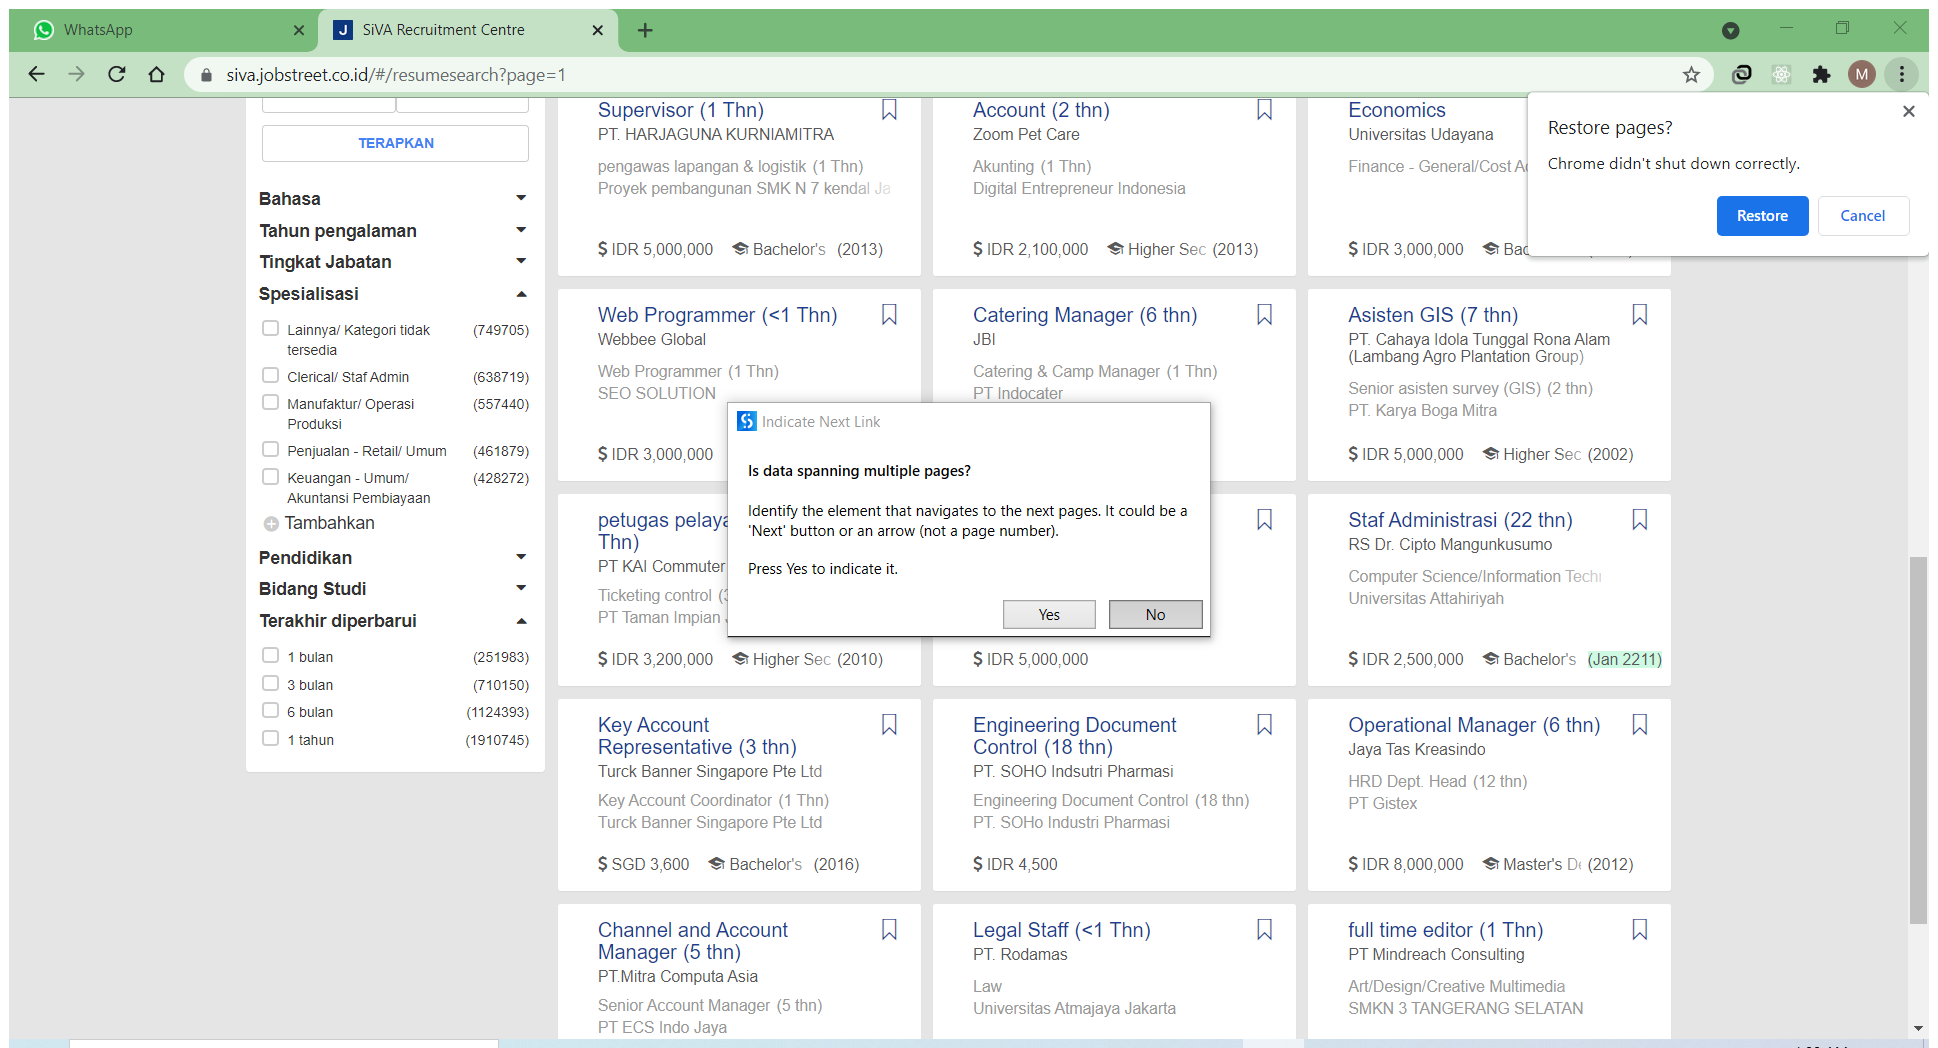 WhatsApp
SiVA Recruitment Centre
siva.jobstreet.co.id/#/resumesearch?page=1
M
Restore pages?
Chrome didn't shut down correctly.
Restore
Cancel
TERAPKAN
Bahasa
Tahun pengalaman
Tingkat Jabatan
Spesialisasi
Lainnya/ Kategori tidak (749705)
tersedia
Clerical/ Staf Admin (638719)
Manufaktur/ Operasi (557440)
Produksi
Penjualan - Retail/ Umum (461879)
Keuangan - Umum/ (428272)
Akuntansi Pembiayaan
Tambahkan
Pendidikan
Bidang Studi
Terakhir diperbarui
1 bulan (251983)
3 bulan (710150)
6 bulan (1124393)
1 tahun (1910745)
Supervisor (1 Thn)
PT. HARJAGUNA KURNIAMITRA
pengawas lapangan & logistik (1 Thn)
Proyek pembangunan SMK N 7 kendal Ja
$ IDR 5,000,000 Bachelor's (2013)
Account (2 thn)
Zoom Pet Care
Akunting (1 Thn)
Digital Entrepreneur Indonesia
$ IDR 2,100,000 Higher Sec (2013)
Economics
Universitas Udayana
Finance - General/Cost Ac
$ IDR 3,000,000 Bac
Web Programmer (<1 Thn)
Webbee Global
Web Programmer (1 Thn)
SEO SOLUTION
$ IDR 3,000,000
Catering Manager (6 thn)
JBI
Catering & Camp Manager (1 Thn)
PT Indocater
Asisten GIS (7 thn)
PT. Cahaya Idola Tunggal Rona Alam
(Lambang Agro Plantation Group)
Senior asisten survey (GIS) (2 thn)
PT. Karya Boga Mitra
$ IDR 5,000,000 Higher Sec (2002)
Indicate Next Link
Is data spanning multiple pages?
Identify the element that navigates to the next pages. It could be a
'Next' button or an arrow (not a page number).
Press Yes to indicate it.
Yes
No
petugas pelaya
Thn)
PT KAI Commuter
Ticketing control (3
PT Taman Impian J
$ IDR 3,200,000 Higher Sec (2010)
$ IDR 5,000,000
Staf Administrasi (22 thn)
RS Dr. Cipto Mangunkusumo
Computer Science/Information Techn
Universitas Attahiriyah
$ IDR 2,500,000 Bachelor's (Jan 2211)
Key Account
Representative (3 thn)
Turck Banner Singapore Pte Ltd
Key Account Coordinator (1 Thn)
Turck Banner Singapore Pte Ltd
$ SGD 3,600 Bachelor's (2016)
Engineering Document
Control (18 thn)
PT. SOHO Indsutri Pharmasi
Engineering Document Control (18 thn)
PT. SOHo Industri Pharmasi
$ IDR 4,500
Operational Manager (6 thn)
Jaya Tas Kreasindo
HRD Dept. Head (12 thn)
PT Gistex
$ IDR 8,000,000 Master's De (2012)
Channel and Account
Manager (5 thn)
PT.Mitra Computa Asia
Senior Account Manager (5 thn)
PT ECS Indo Jaya
Legal Staff (<1 Thn)
PT. Rodamas
Law
Universitas Atmajaya Jakarta
full time editor (1 Thn)
PT Mindreach Consulting
Art/Design/Creative Multimedia
SMKN 3 TANGERANG SELATAN